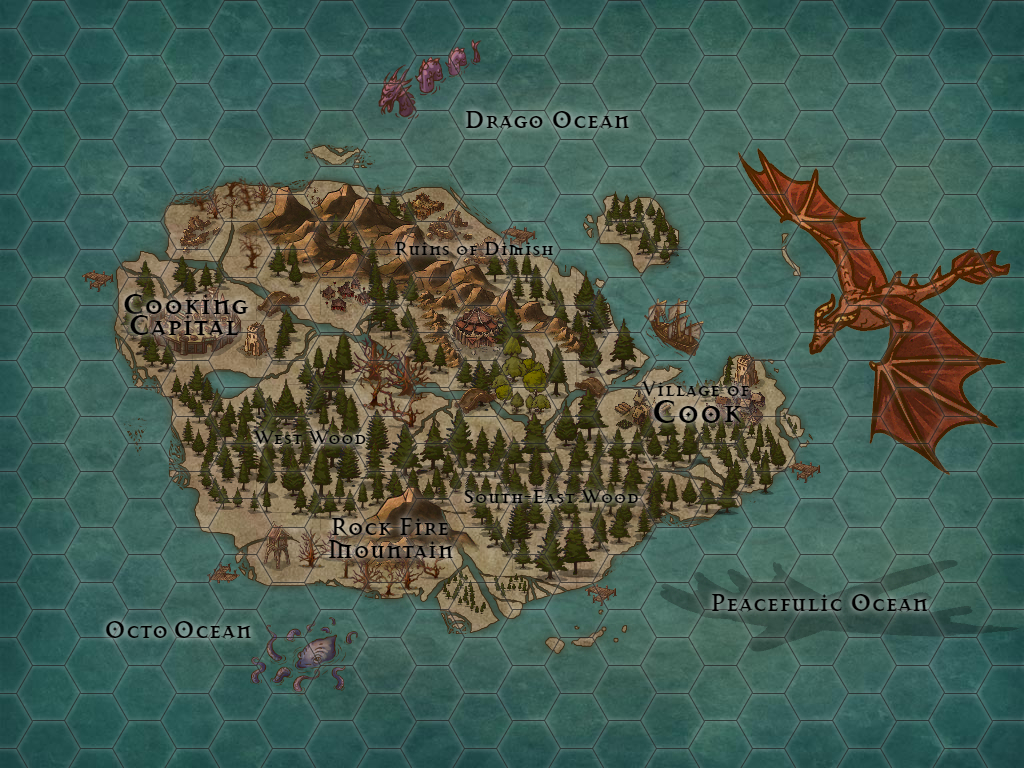 Drago Ocean
Ruins of Dimish
Cooking
Capital
Village of
Cook
West Wood
South-East Wood
Rock Fire
Mountain
Peacefulic Ocean
Octo Ocean